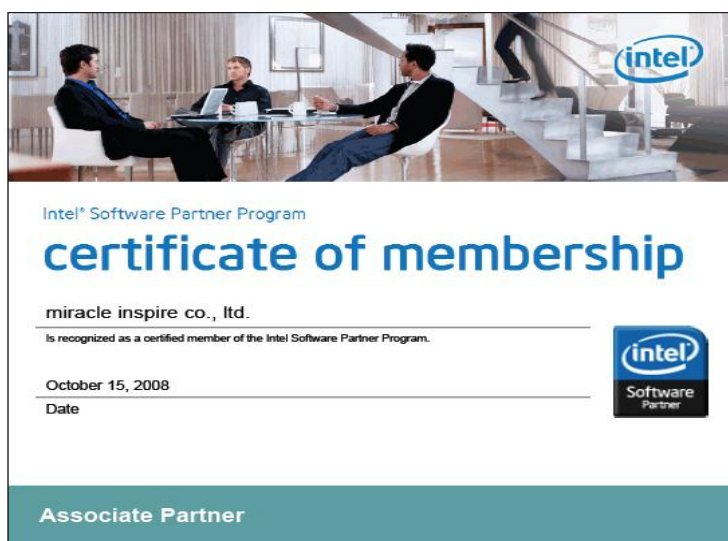 intel
Intel® Software Partner Program
certificate of membership
miracle inspire co., ltd.
Is recognized as a certified member of the Intel Software Partner Program.
October 15, 2008
Date
intel
Software
Partner
Associate Partner